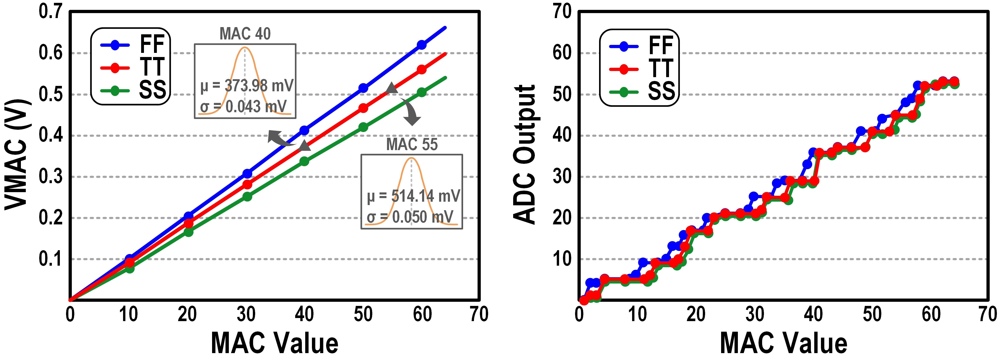 0.7
0.6
0.5
0.4
0.3
0.2
0.1
VMAC (V)
FF
TT
SS
MAC 40
μ = 373.98 mV
σ = 0.043 mV
MAC 55
μ = 514.14 mV
σ = 0.050 mV
0 10 20 30 40 50 60 70
MAC Value
70
60
50
40
30
20
10
ADC Output
FF
TT
SS
0 10 20 30 40 50 60 70
MAC Value